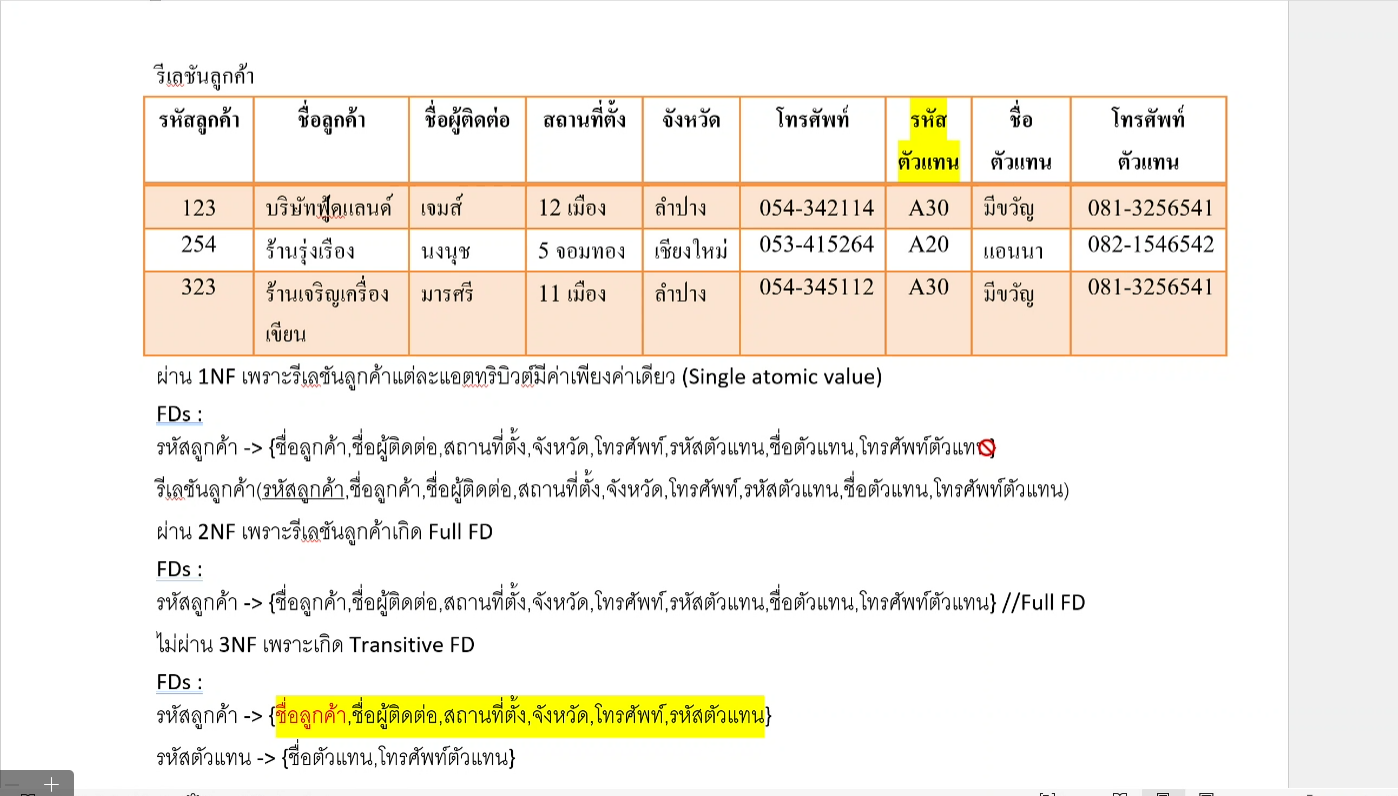 รีเลชันลูกค้า
รหัสลูกค้า ชื่อลูกค้า ชื่อผู้ติดต่อ สถานที่ตั้ง จังหวัด โทรศัพท์ รหัส ชื่อ โทรศัพท์
ตัวแทน ตัวแทน ตัวแทน
123 บริษัทฟู้ดแลนด์ เจมส์ 12 เมือง ลำปาง 054-342114 A30 มีขวัญ 081-3256541
254 ร้านรุ่งเรือง นงนุช 5 จอมทอง เชียงใหม่ 053-415264 A20 แอนนา 082-1546542
323 ร้านเจริญเครื่อง มารศรี 11 เมือง ลำปาง 054-345112 A30 มีขวัญ 081-3256541
เขียน
ผ่าน 1NF เพราะรีเลชันลูกค้าแต่ละแอตทริบิวต์มีค่าเพียงค่าเดียว (Single atomic value)
FDs :
รหัสลูกค้า -> {ชื่อลูกค้า,ชื่อผู้ติดต่อ,สถานที่ตั้ง,จังหวัด,โทรศัพท์,รหัสตัวแทน,ชื่อตัวแทน,โทรศัพท์ตัวแทน}
รีเลชันลูกค้า(รหัสลูกค้า,ชื่อลูกค้า,ชื่อผู้ติดต่อ,สถานที่ตั้ง,จังหวัด,โทรศัพท์,รหัสตัวแทน,ชื่อตัวแทน,โทรศัพท์ตัวแทน)
ผ่าน 2NF เพราะรีเลชันลูกค้าเกิด Full FD
FDs :
รหัสลูกค้า -> {ชื่อลูกค้า,ชื่อผู้ติดต่อ,สถานที่ตั้ง,จังหวัด,โทรศัพท์,รหัสตัวแทน,ชื่อตัวแทน,โทรศัพท์ตัวแทน} //Full FD
ไม่ผ่าน 3NF เพราะเกิด Transitive FD
FDs :
รหัสลูกค้า -> {ชื่อลูกค้า,ชื่อผู้ติดต่อ,สถานที่ตั้ง,จังหวัด,โทรศัพท์,รหัสตัวแทน}
รหัสตัวแทน -> {ชื่อตัวแทน,โทรศัพท์ตัวแทน}